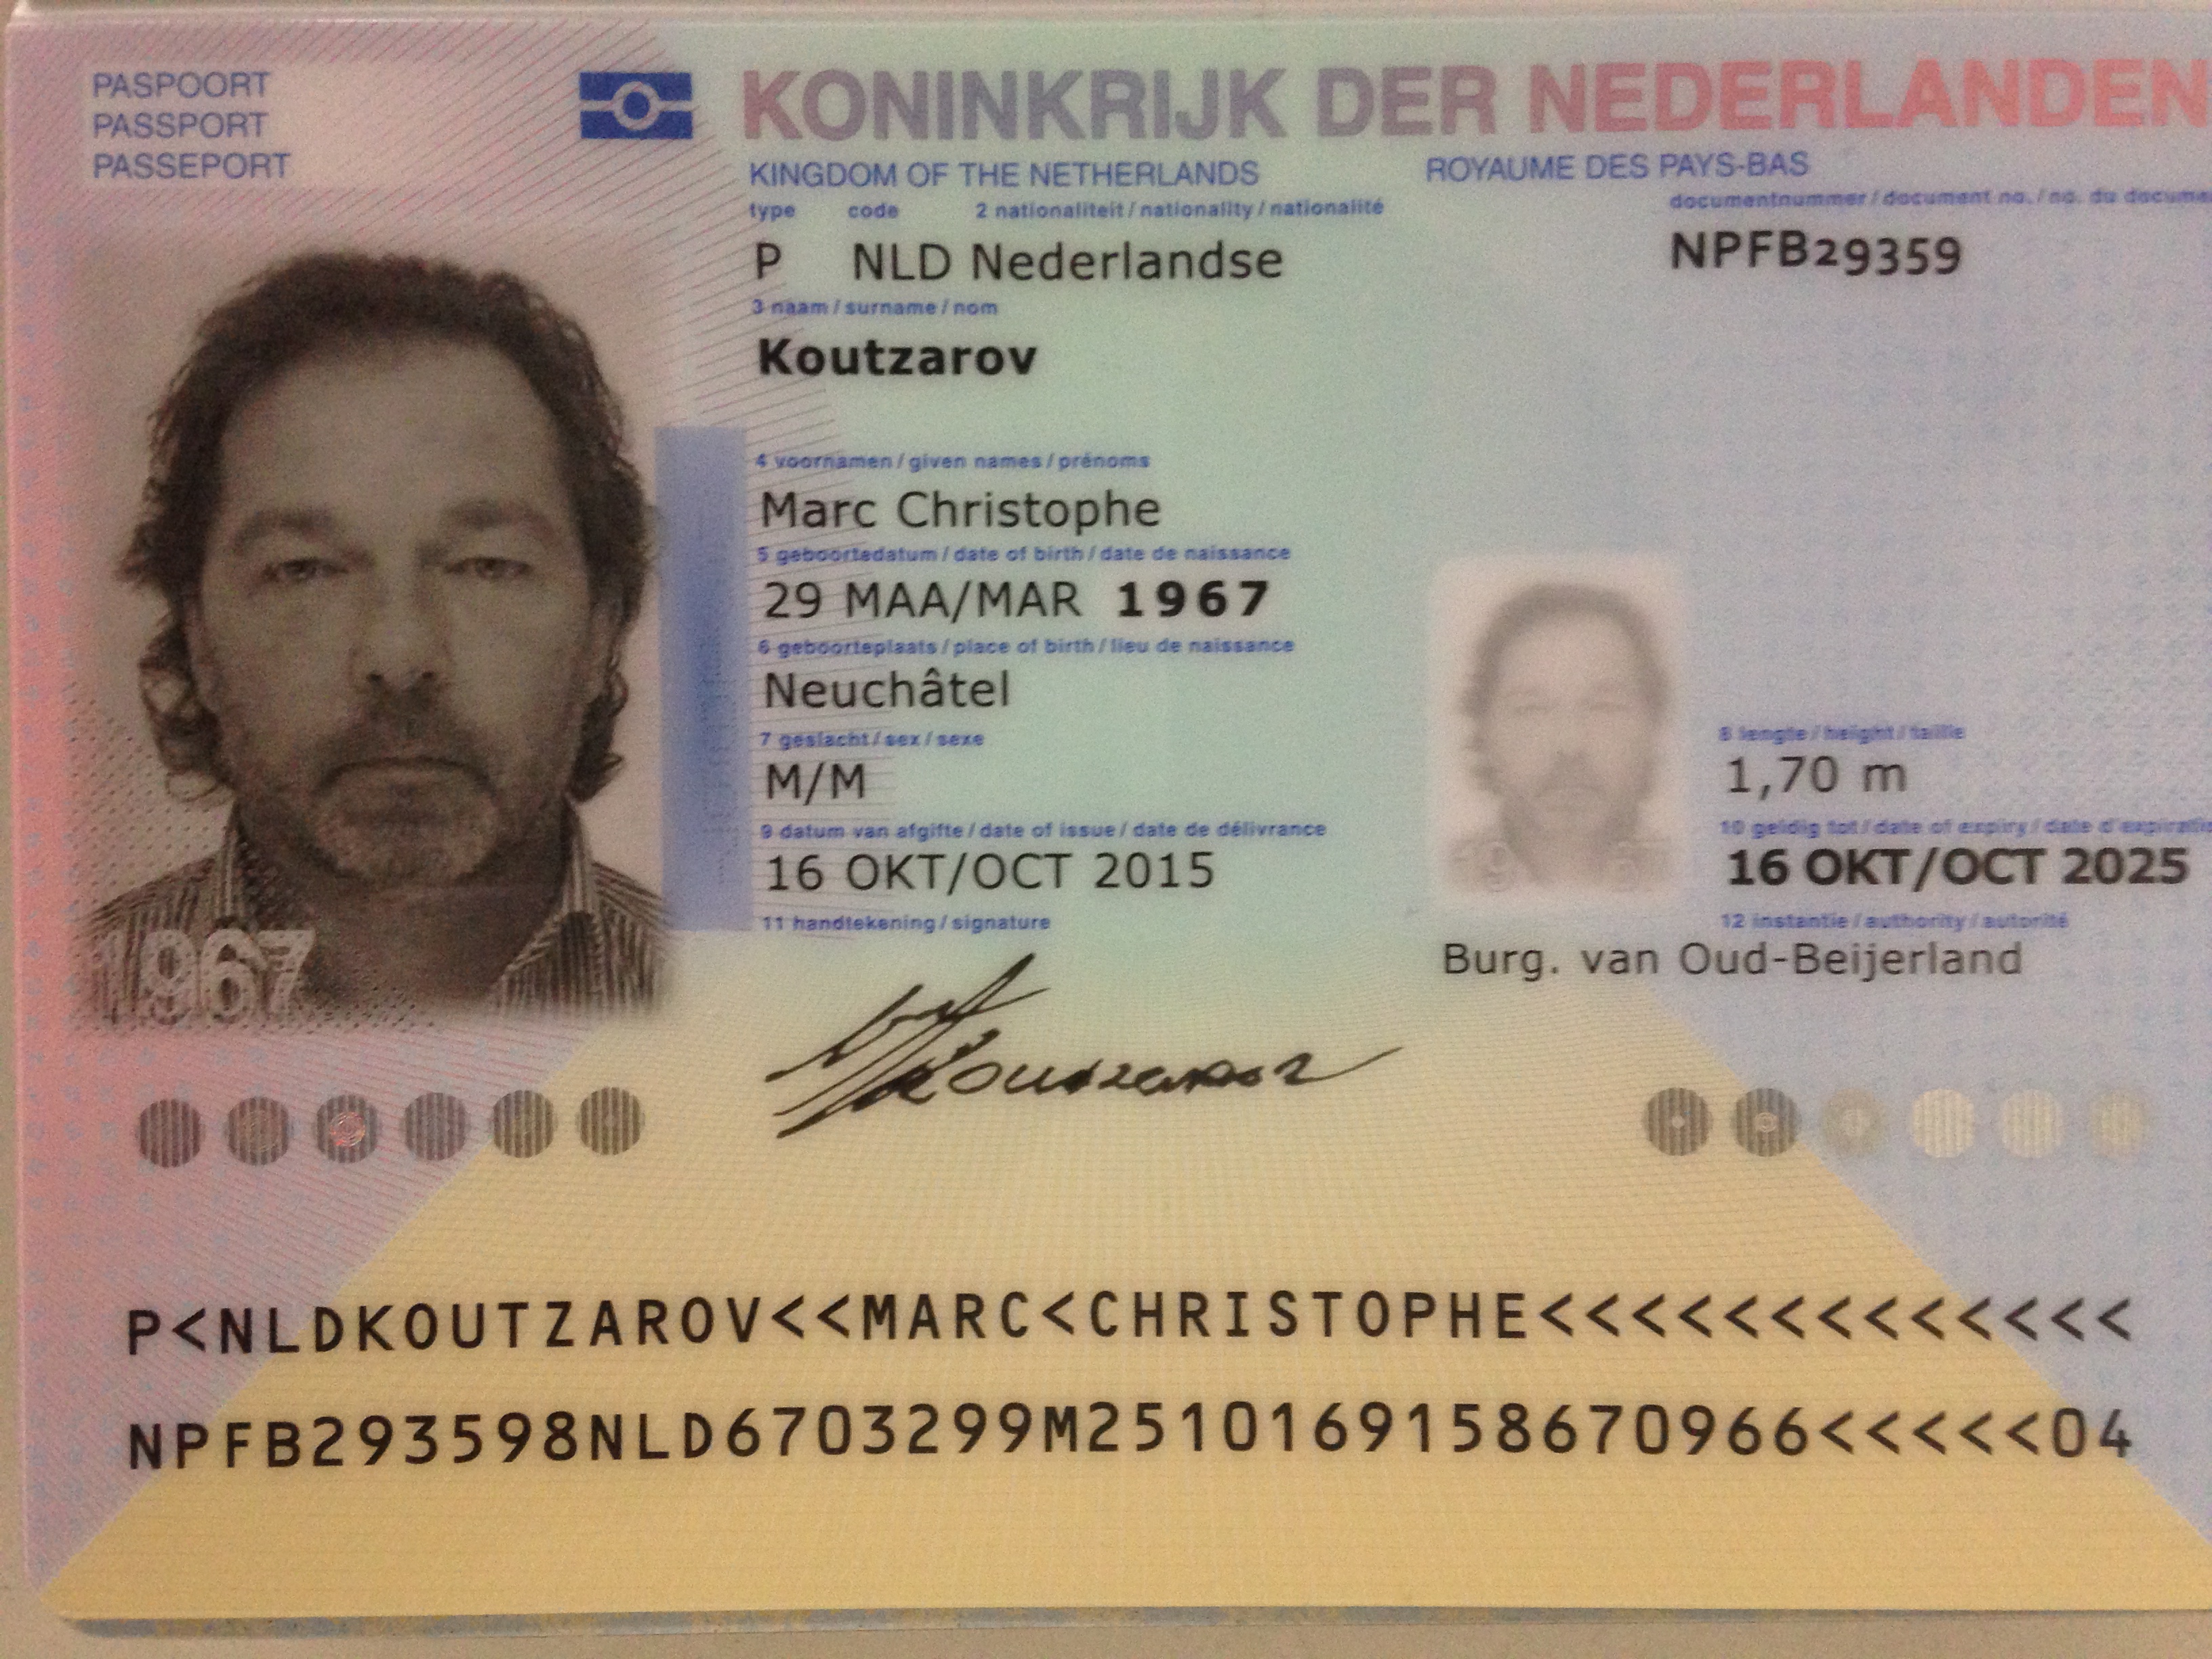 PASPOORT
PASSPORT
PASSEPORT
KONINKRIJK DER NEDERLANDEN
KINGDOM OF THE NETHERLANDS ROYAUME DES PAYS-BAS
type code 2 nationaliteit / nationality / nationalité documentnummer / document no. / no. du docume
P NLD Nederlandse NPFB29359
3 naam / surname / nom
Koutzarov
4 voornamen / given names / prénoms
Marc Christophe
5 geboortedatum / date of birth / date de naissance
29 MAA/MAR 1967
6 geboorteplaats / place of birth / lieu de naissance
Neuchâtel
7 geslacht / sex / sexe 8 lengte / height / taille
M/M 1,70 m
9 datum van afgifte / date of issue / date de délivrance 10 geldig tot / date of expiry / date d'expirati
16 OKT/OCT 2015 16 OKT/OCT 2025
11 handtekening / signature 12 instantie / authority / autorité
Burg. van Oud-Beijerland
1967
19 67
Koutzarov
P<NLDKOUTZAROV<<MARC<CHRISTOPHE<<<<<<<<<<<<<<
NPFB293598NLD6703299M2510169158670966<<<<<04